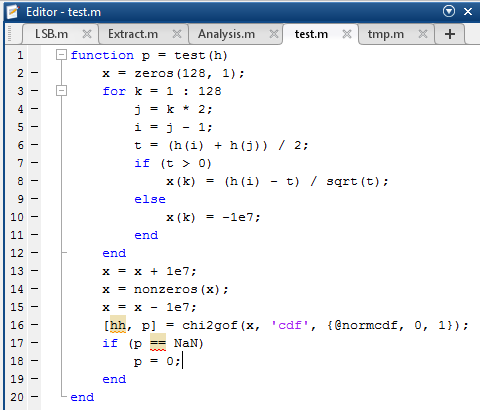 Editor - test.m
LSB.m Extract.m Analysis.m test.m tmp.m +
1 function p = test(h)
2 - x = zeros(128, 1);
3 - for k = 1 : 128
4 - j = k * 2;
5 - i = j - 1;
6 - t = (h(i) + h(j)) / 2;
7 - if (t > 0)
8 - x(k) = (h(i) - t) / sqrt(t);
9 - else
10 - x(k) = -1e7;
11 - end
12 - end
13 - x = x + 1e7;
14 - x = nonzeros(x);
15 - x = x - 1e7;
16 - [hh, p] = chi2gof(x, 'cdf', {@normcdf, 0, 1});
17 - if (p == NaN)
18 - p = 0;
19 - end
20 - end